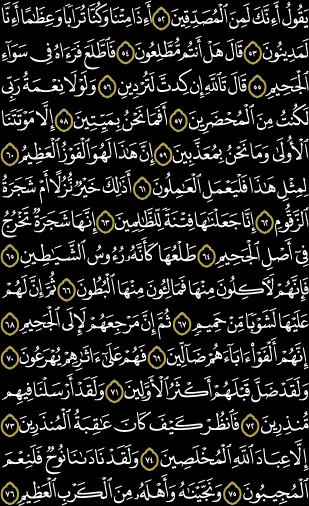 يَقُولُ أَءِنَّكَ لَمِنَ ٱلْمُصَدِّقِينَ ٥٢ أَءِذَا مِتْنَا وَكُنَّا تُرَابًا وَعِظَٰمًا أَءِنَّا
لَمَدِينُونَ ٥٣ قَالَ هَلْ أَنتُم مُّطَّلِعُونَ ٥٤ فَٱطَّلَعَ فَرَءَاهُ فِى سَوَآءِ
ٱلْجَحِيمِ ٥٥ قَالَ تَٱللَّهِ إِن كِدتَّ لَتُرْدِينِ ٥٦ وَلَوْلَا نِعْمَةُ رَبِّى
لَكُنتُ مِنَ ٱلْمُحْضَرِينَ ٥٧ أَفَمَا نَحْنُ بِمَيِّتِينَ ٥٨ إِلَّا مَوْتَتَنَا
ٱلْأُولَىٰ وَمَا نَحْنُ بِمُعَذَّبِينَ ٥٩ إِنَّ هَٰذَا لَهُوَ ٱلْفَوْزُ ٱلْعَظِيمُ ٦٠
لِمِثْلِ هَٰذَا فَلْيَعْمَلِ ٱلْعَٰمِلُونَ ٦١ أَذَٰلِكَ خَيْرٌ نُّزُلًا أَمْ شَجَرَةُ
ٱلزَّقُّومِ ٦٢ إِنَّا جَعَلْنَٰهَا فِتْنَةً لِّلظَّٰلِمِينَ ٦٣ إِنَّهَا شَجَرَةٌ تَخْرُجُ
فِىٓ أَصْلِ ٱلْجَحِيمِ ٦٤ طَلْعُهَا كَأَنَّهُۥ رُءُوسُ ٱلشَّيَٰطِينِ ٦٥
فَإِنَّهُمْ لَءَاكِلُونَ مِنْهَا فَمَالِـُٔونَ مِنْهَا ٱلْبُطُونَ ٦٦ ثُمَّ إِنَّ لَهُمْ
عَلَيْهَا لَشَوْبًا مِّنْ حَمِيمٍ ٦٧ ثُمَّ إِنَّ مَرْجِعَهُمْ لَإِلَى ٱلْجَحِيمِ ٦٨
إِنَّهُمْ أَلْفَوْا۟ ءَابَآءَهُمْ ضَآلِّينَ ٦٩ فَهُمْ عَلَىٰٓ ءَاثَٰرِهِمْ يُهْرَعُونَ ٧٠
وَلَقَدْ ضَلَّ قَبْلَهُمْ أَكْثَرُ ٱلْأَوَّلِينَ ٧١ وَلَقَدْ أَرْسَلْنَا فِيهِم
مُّنذِرِينَ ٧٢ فَٱنظُرْ كَيْفَ كَانَ عَٰقِبَةُ ٱلْمُنذَرِينَ ٧٣
إِلَّا عِبَادَ ٱللَّهِ ٱلْمُخْلَصِينَ ٧٤ وَلَقَدْ نَادَىٰنَا نُوحٌ فَلَنِعْمَ
ٱلْمُجِيبُونَ ٧٥ وَنَجَّيْنَٰهُ وَأَهْلَهُۥ مِنَ ٱلْكَرْبِ ٱلْعَظِيمِ ٧٦